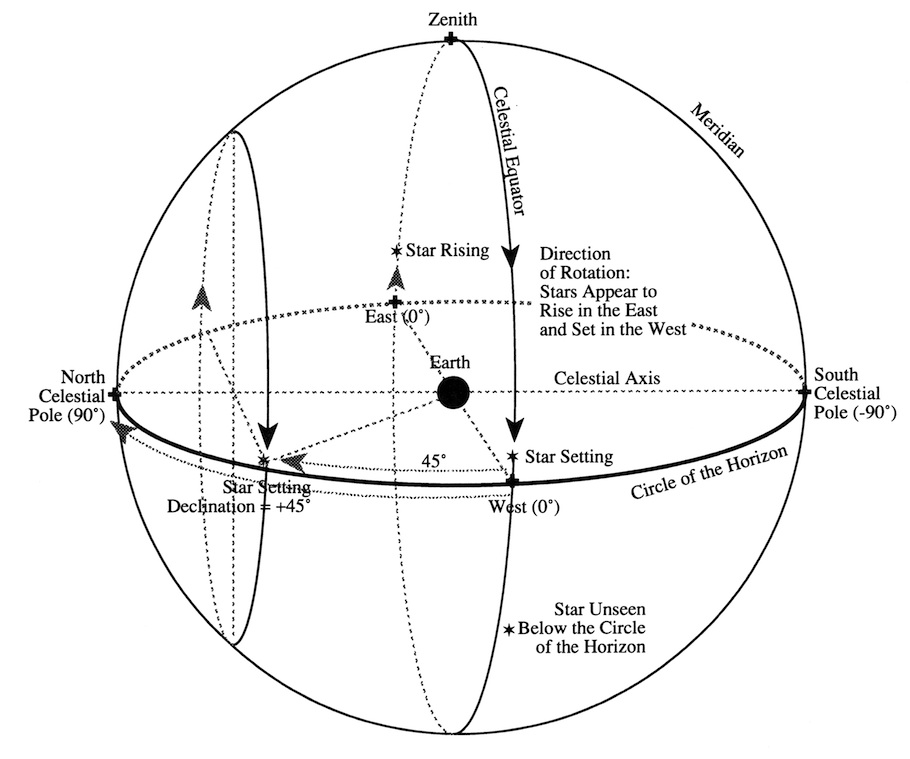 Zenith
Meridian
Celestial Equator
Star Rising
Direction
of Rotation:
Stars Appear to
Rise in the East
and Set in the West
East (0°)
Earth
Celestial Axis
North
Celestial
Pole (90°)
South
Celestial
Pole (-90°)
45°
Star Setting
Circle of the Horizon
Star Setting
Declination = +45°
West (0°)
Star Unseen
Below the Circle
of the Horizon